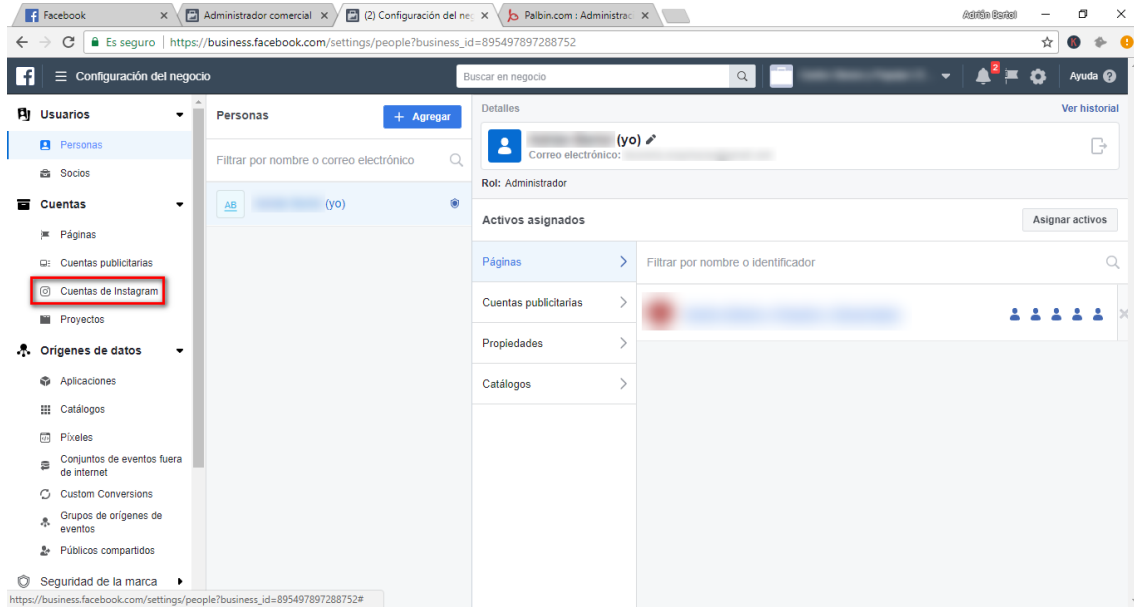 Facebook
Administrador comercial
(2) Configuración del neg
Palbin.com : Administrac
Adrián Bertol
Es seguro
https://business.facebook.com/settings/people?business_id=895497897288752
Configuración del negocio
Buscar en negocio
2
Ayuda
Usuarios
Personas
Socios
Cuentas
Páginas
Cuentas publicitarias
Cuentas de Instagram
Proyectos
Orígenes de datos
Aplicaciones
Catálogos
Píxeles
Conjuntos de eventos fuera
de internet
Custom Conversions
Grupos de orígenes de
eventos
Públicos compartidos
Seguridad de la marca
https://business.facebook.com/settings/people?business_id=895497897288752#
Personas
+ Agregar
Filtrar por nombre o correo electrónico
AB
(yo)
Detalles
Ver historial
(yo)
Correo electrónico:
Rol: Administrador
Activos asignados
Asignar activos
Páginas
Cuentas publicitarias
Propiedades
Catálogos
Filtrar por nombre o identificador